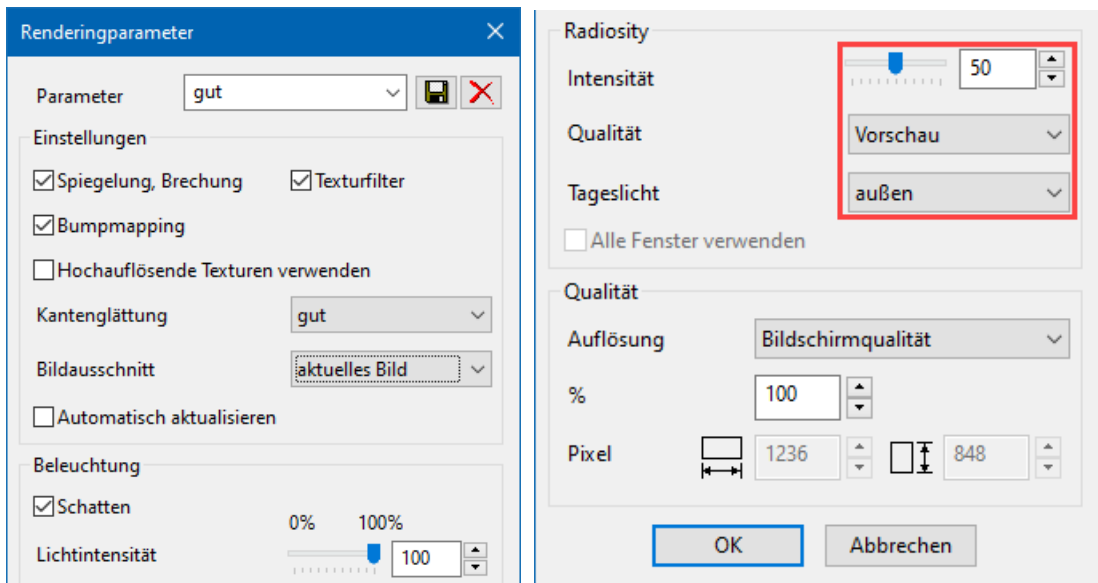 Renderingparameter
Parameter gut
Einstellungen
Spiegelung, Brechung Texturfilter
Bumpmapping
Hochauflösende Texturen verwenden
Kantenglättung gut
Bildausschnitt aktuelles Bild
Automatisch aktualisieren
Beleuchtung
Schatten
0% 100%
Lichtintensität 100
Radiosity
Intensität 50
Qualität Vorschau
Tageslicht außen
Alle Fenster verwenden
Qualität
Auflösung Bildschirmqualität
% 100
Pixel 1236 848
OK Abbrechen